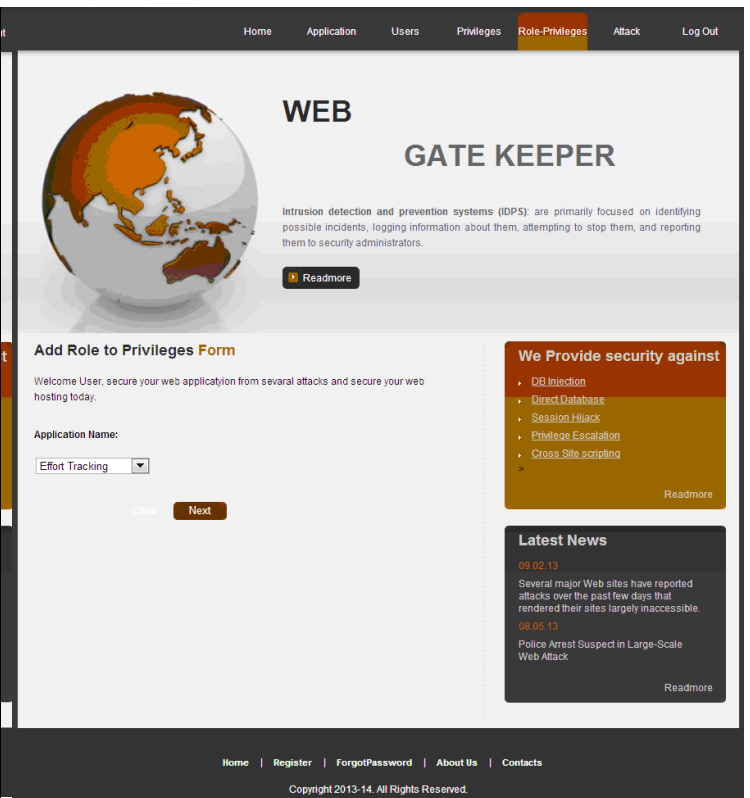 nt
Home Application Users Privileges Role-Privileges Attack Log Out
WEB
GATE KEEPER
Intrusion detection and prevention systems (IDPS): are primarily focused on identifying
possible incidents, logging information about them, attempting to stop them, and reporting
them to security administrators.
Readmore
t
Add Role to Privileges Form
Welcome User, secure your web applicatyion from sevaral attacks and secure your web
hosting today.
Application Name:
Effort Tracking
Clear Next
We Provide security against
DB Injection
Direct Database
Session Hijack
Privilege Escalation
Cross Site scripting
>
Readmore
Latest News
09.02.13
Several major Web sites have reported
attacks over the past few days that
rendered their sites largely inaccessible.
08.05.13
Police Arrest Suspect in Large-Scale
Web Attack
Readmore
Home | Register | ForgotPassword | About Us | Contacts
Copyright 2013-14. All Rights Reserved.